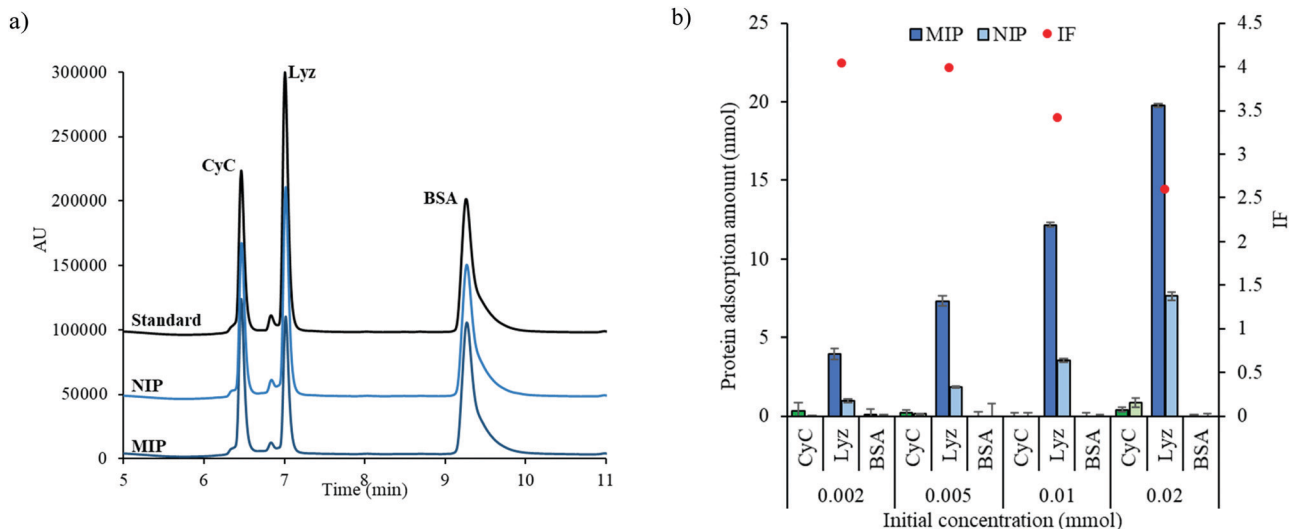 a)
300000
250000
200000
150000
100000
50000
0
AU
CyC
Lyz
BSA
Standard
NIP
MIP
5
6
7
8
9
10
11
Time (min)
b)
MIP NIP IF
25
20
15
10
5
0
Protein adsorption amount (nmol)
4.5
4
3.5
3
2.5
2
1.5
1
0.5
0
IF
CyC Lyz BSA CyC Lyz BSA CyC Lyz BSA CyC Lyz BSA
0.002 0.005 0.01 0.02
Initial concentration (mmol)